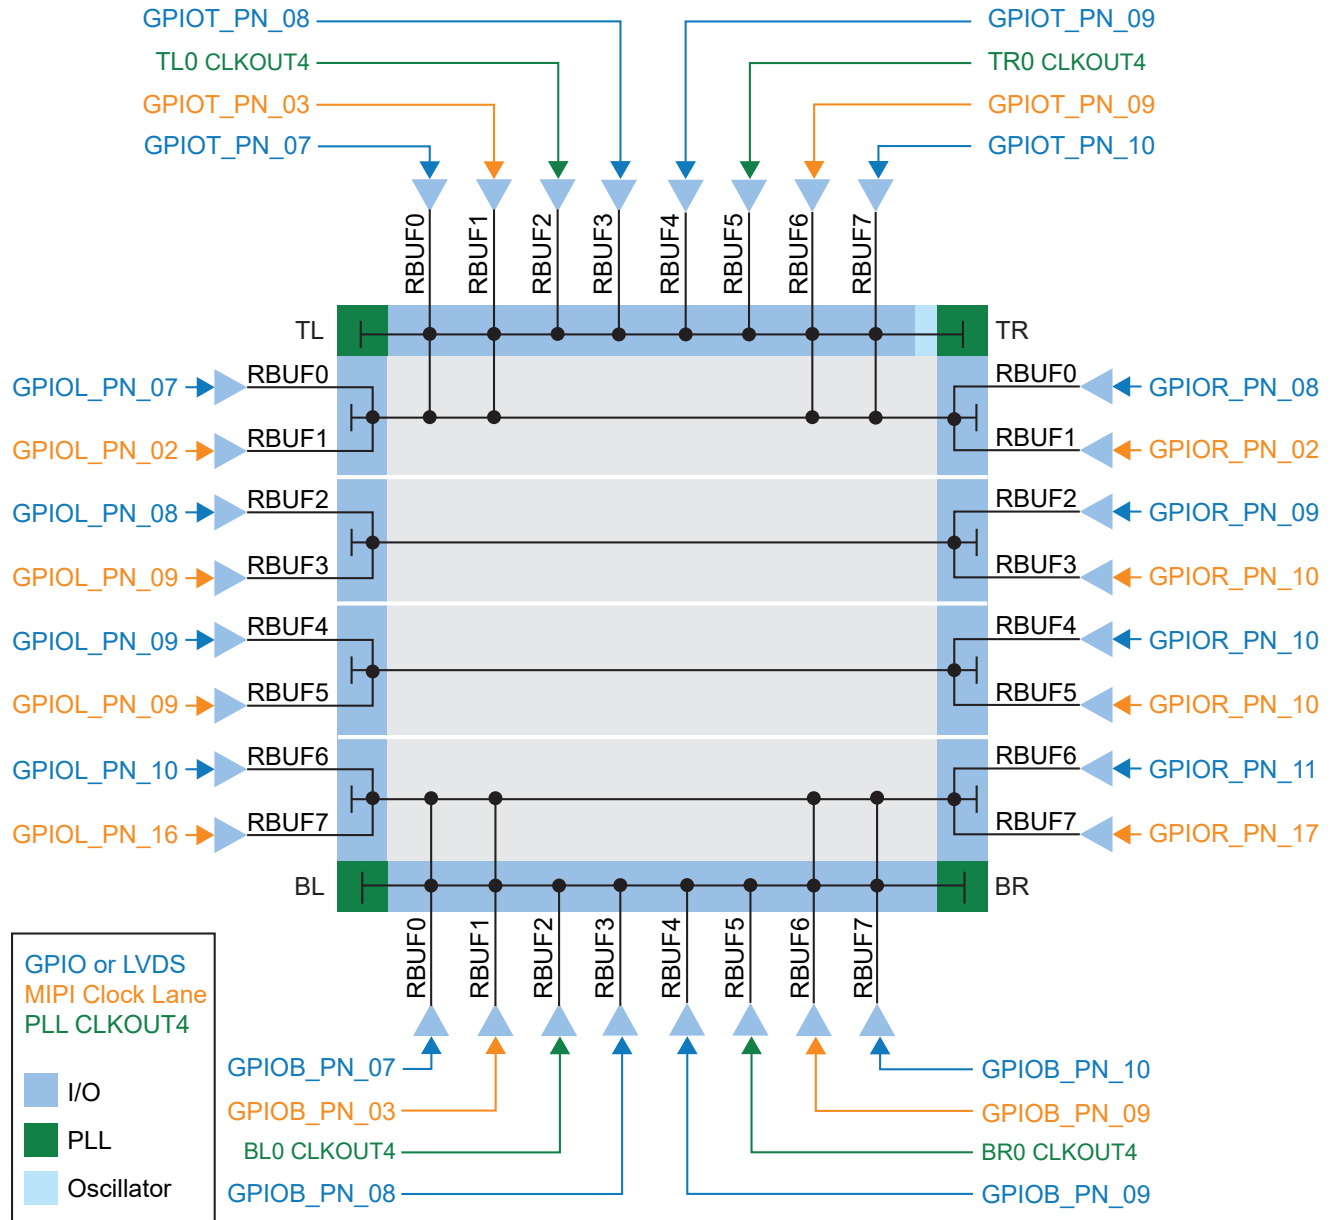 GPIOT_PN_08
GPIOT_PN_09
TL0 CLKOUT4
TR0 CLKOUT4
GPIOT_PN_03
GPIOT_PN_09
GPIOT_PN_07
GPIOT_PN_10
RBUF0
RBUF1
RBUF2
RBUF3
RBUF4
RBUF5
RBUF6
RBUF7
TL
TR
GPIOL_PN_07
RBUF0
RBUF0
GPIOR_PN_08
GPIOL_PN_02
RBUF1
RBUF1
GPIOR_PN_02
GPIOL_PN_08
RBUF2
RBUF2
GPIOR_PN_09
GPIOL_PN_09
RBUF3
RBUF3
GPIOR_PN_10
GPIOL_PN_09
RBUF4
RBUF4
GPIOR_PN_10
GPIOL_PN_09
RBUF5
RBUF5
GPIOR_PN_10
GPIOL_PN_10
RBUF6
RBUF6
GPIOR_PN_11
GPIOL_PN_16
RBUF7
RBUF7
GPIOR_PN_17
BL
BR
RBUF0
RBUF1
RBUF2
RBUF3
RBUF4
RBUF5
RBUF6
RBUF7
GPIOB_PN_07
GPIOB_PN_10
GPIOB_PN_03
GPIOB_PN_09
BL0 CLKOUT4
BR0 CLKOUT4
GPIOB_PN_08
GPIOB_PN_09
GPIO or LVDS
MIPI Clock Lane
PLL CLKOUT4
I/O
PLL
Oscillator